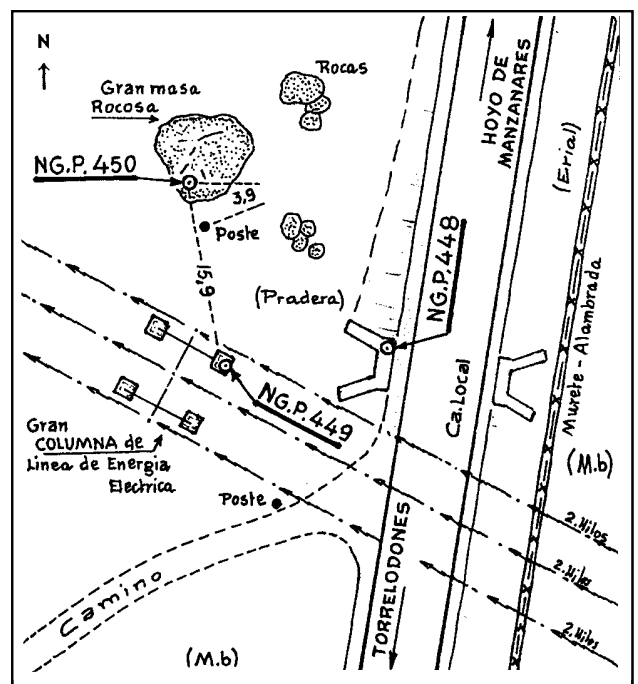 N
Rocas
Gran masa
Rocosa
HOYO DE
MANZANARES
(Erial)
NG.P. 450
3,9
Poste
15,9
(Pradera)
NG.P. 448
Murete - Alambrada
Ca. Local
NG.P. 449
Gran
COLUMNA de
Linea de Energia
Electrica
(M.b)
Poste
2.Hilos
2.Hilos
2.Hilos
TORRELODONES
Camino
(M.b)